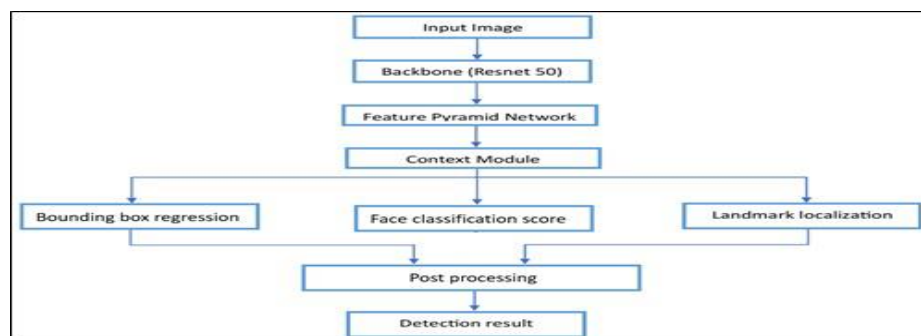 Input Image
Backbone (Resnet 50)
Feature Pyramid Network
Context Module
Bounding box regression
Face classification score
Landmark localization
Post processing
Detection result